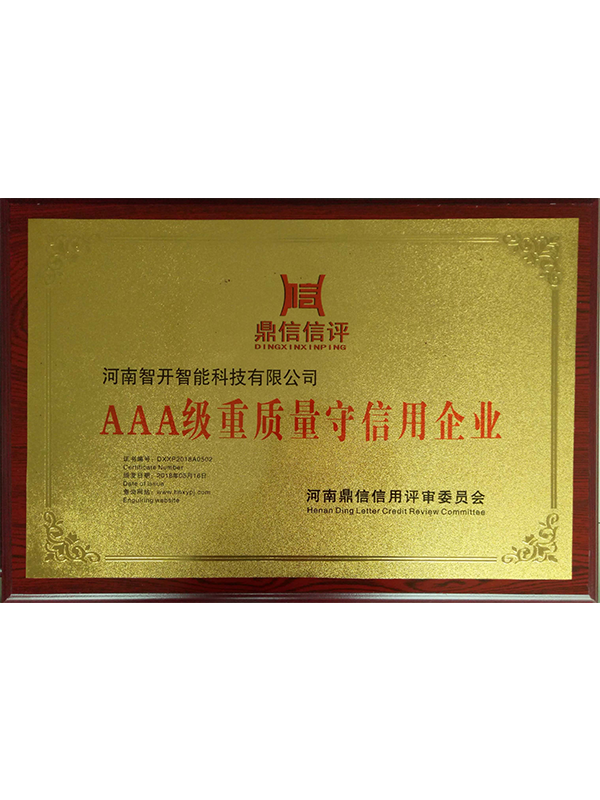 鼎信信评
DINGXINXINPING
河南智开智能科技有限公司
AAA级重质量守信用企业
证书编号：DXXP2018A0502
Certificate Number
颁发日期：2018年05月18日
Date of issue
查询网站：www.hnxypj.com
Enquiring website
河南鼎信信用评审委员会
Henan Ding Letter Credit Review Committee